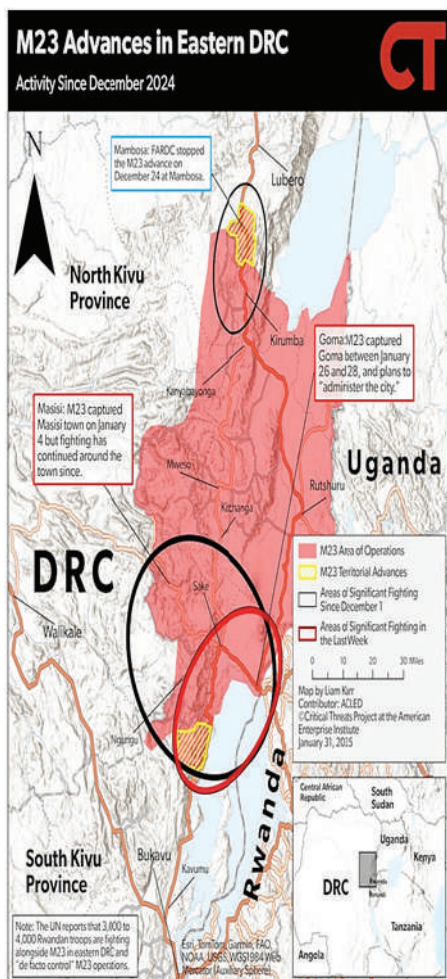 M23 Advances in Eastern DRC
Activity Since December 2024
CT
N
Mambosa: FARDC stopped
the M23 advance on
December 24 at Mambosa.
Lubero
North Kivu
Province
Kirumba
Goma: M23 captured
Goma between January
26 and 28, and plans to
"administer the city."
Kanyabayonga
Masisi: M23 captured
Masisi town on January
4 but fighting has
continued around the
town since.
Mweso
Uganda
Rutshuru
Kitchanga
DRC
Sake
M23 Area of Operations
M23 Territorial Advances
Areas of Significant Fighting
Since December 1
Areas of Significant Fighting in
the Last Week
Walikale
0 10 20 30 Miles
Map by Liam Karr
Contributor: ACLED
©Critical Threats Project at the American
Enterprise Institute
January 31, 2025
Ngungu
Rwanda
South Kivu
Province
Bukavu
Kavumu
Central African
Republic
South
Sudan
Uganda
Kenya
DRC
Rwanda
Burundi
Tanzania
Angola
Note: The UN reports that 3,000 to
4,000 Rwandan troops are fighting
alongside M23 in eastern DRC and
"de facto control" M23 operations.
Esri, TomTom, Garmin, FAO,
NOAA, USGS, WGS 1984 Web
Mercator (Auxiliary Sphere)